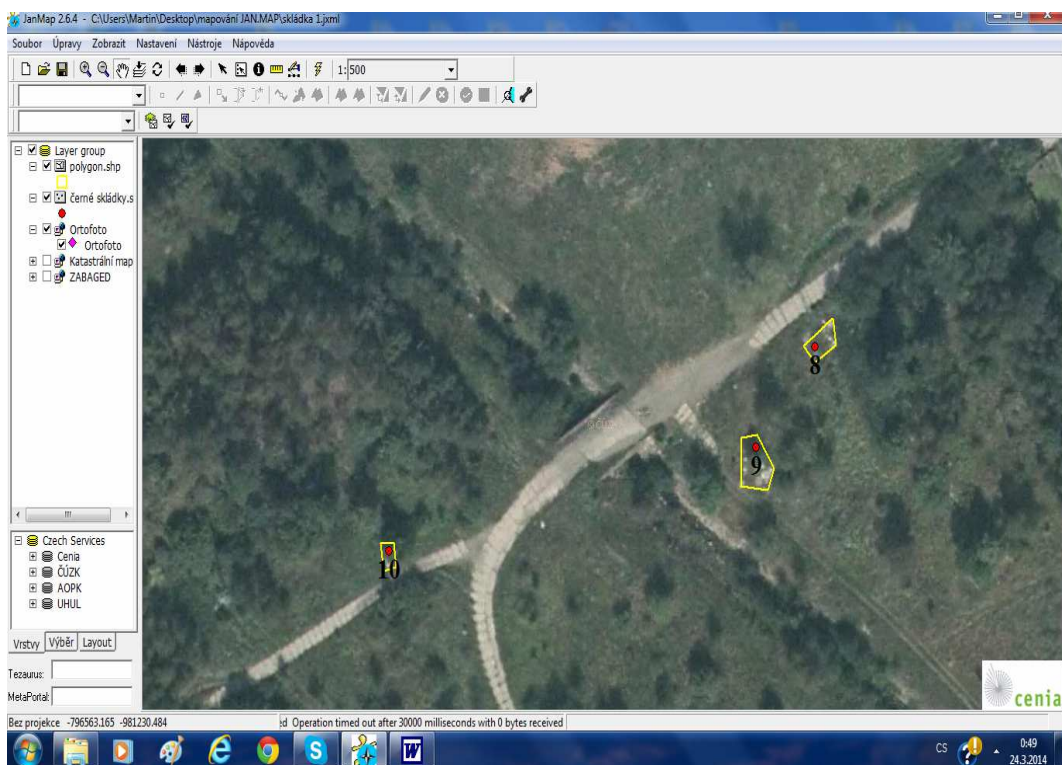 JanMap 2.6.4 - C:\Users\Martin\Desktop\mapování JAN.MAP\skládka 1.jxml
Soubor Úpravy Zobrazit Nastavení Nástroje Nápověda
1: 500
Layer group
polygon.shp
černé skládky.s
Ortofoto
Ortofoto
Katastrální map
ZABAGED
8
9
10
Czech Services
Cenia
ČÚZK
AOPK
UHUL
Vrstvy Výběr Layout
Tezaurus:
MetaPortal:
cenia
Bez projekce -796563.165 -981230.484 :d Operation timed out after 30000 milliseconds with 0 bytes received
CS 0:49
24.3.2014